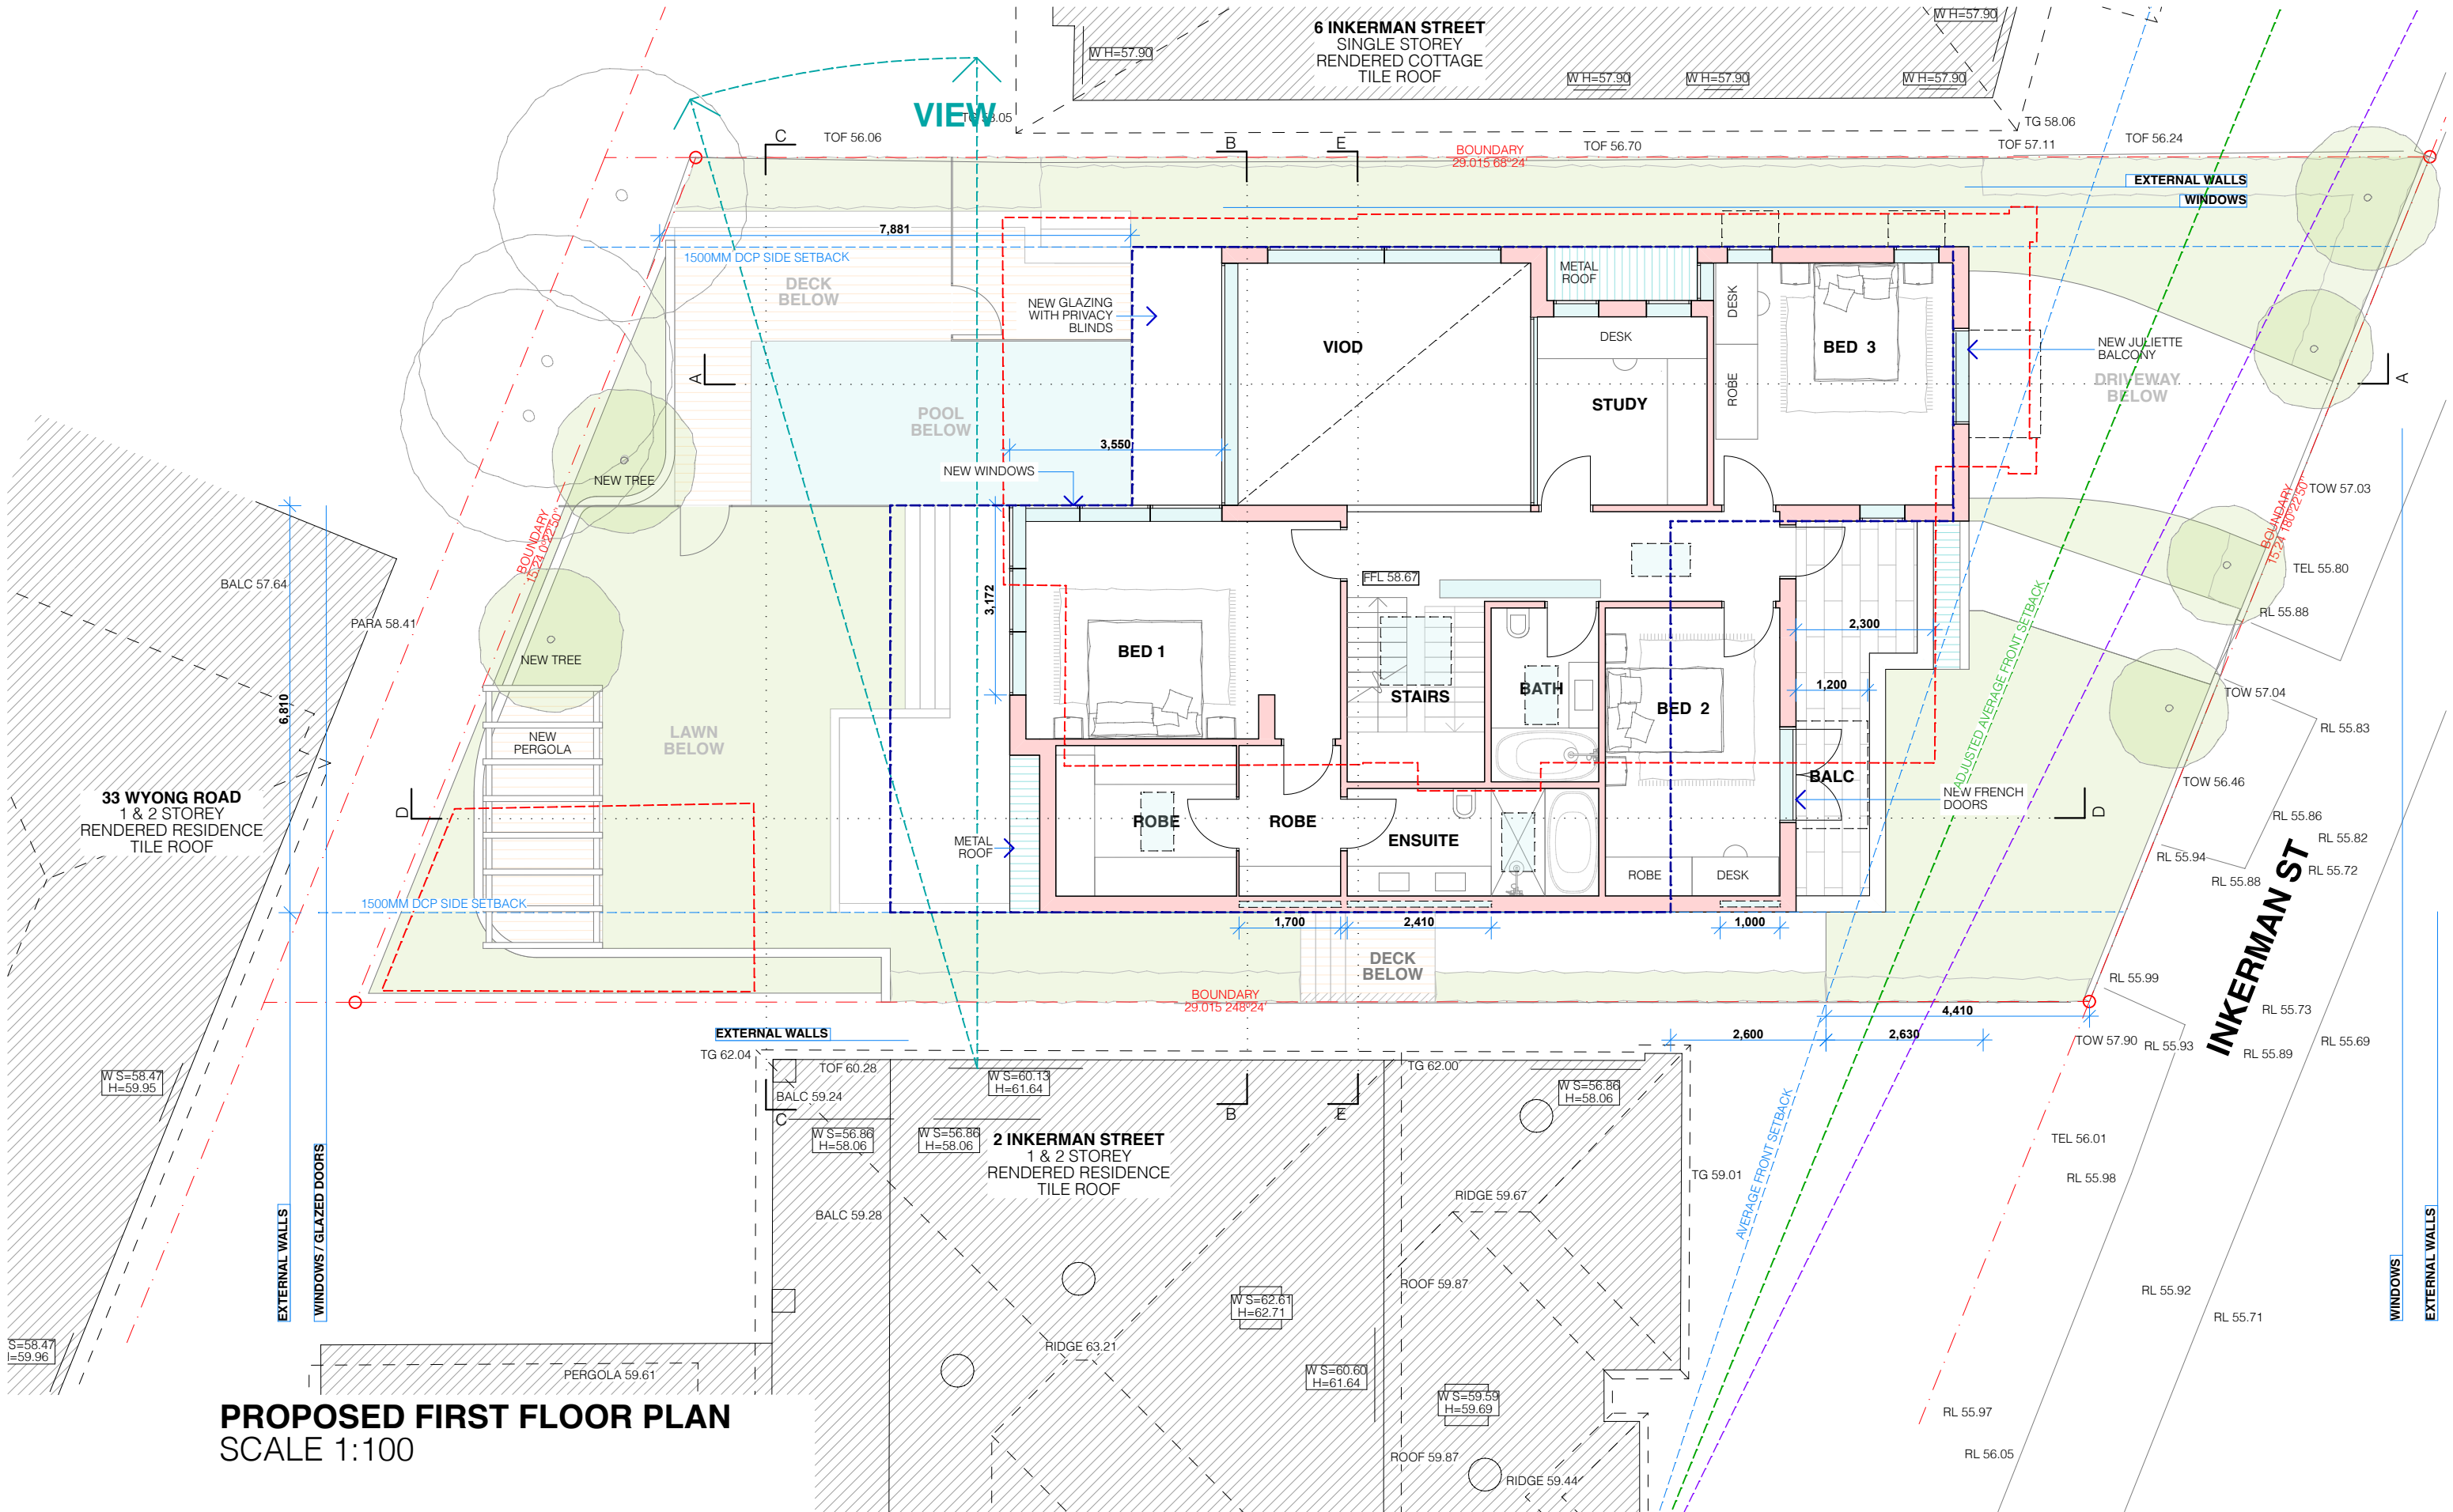 6 INKERMAN STREET
SINGLE STOREY
RENDERED COTTAGE
TILE ROOF
W H=57.90
W H=57.90
W H=57.90
W H=57.90
W H=57.90
VIEW
TOF 56.06
C
B
E
BOUNDARY
29.015 68°24'
TOF 56.70
TG 58.06
TOF 57.11
TOF 56.24
EXTERNAL WALLS
WINDOWS
7,881
1500MM DCP SIDE SETBACK
DECK
BELOW
NEW GLAZING
WITH PRIVACY
BLINDS
VIOD
METAL
ROOF
DESK
DESK
ROBE
BED 3
STUDY
NEW JULIETTE
BALCONY
DRIVEWAY
BELOW
A
A
POOL
BELOW
3,550
NEW WINDOWS
NEW TREE
BOUNDARY
15.24 0°22'50"
BOUNDARY
15.24 180°22'50"
TOW 57.03
TEL 55.80
RL 55.88
BALC 57.64
PARA 58.41
NEW TREE
3,172
FFL 58.67
BED 1
STAIRS
BATH
BED 2
2,300
1,200
BALC
ADJUSTED AVERAGE FRONT SETBACK
TOW 57.04
RL 55.83
6,810
NEW
PERGOLA
LAWN
BELOW
33 WYONG ROAD
1 & 2 STOREY
RENDERED RESIDENCE
TILE ROOF
D
D
METAL
ROOF
ROBE
ROBE
ENSUITE
ROBE
DESK
NEW FRENCH
DOORS
TOW 56.46
RL 55.86
RL 55.82
RL 55.94
RL 55.72
RL 55.88
INKERMAN ST
1500MM DCP SIDE SETBACK
1,700
2,410
1,000
DECK
BELOW
BOUNDARY
29.015 248°24'
RL 55.99
4,410
RL 55.73
2,600
2,630
TOW 57.90
RL 55.93
RL 55.89
RL 55.69
EXTERNAL WALLS
TG 62.04
TOF 60.28
W S=60.13
H=61.64
TG 62.00
W S=56.86
H=58.06
W S=58.47
H=59.95
BALC 59.24
C
B
E
W S=56.86
H=58.06
W S=56.86
H=58.06
2 INKERMAN STREET
1 & 2 STOREY
RENDERED RESIDENCE
TILE ROOF
AVERAGE FRONT SETBACK
TEL 56.01
TG 59.01
RL 55.98
RIDGE 59.67
BALC 59.28
EXTERNAL WALLS
WINDOWS / GLAZED DOORS
WINDOWS
EXTERNAL WALLS
ROOF 59.87
W S=62.61
H=62.71
RL 55.92
RL 55.71
RIDGE 63.21
S=58.47
H=59.96
PERGOLA 59.61
W S=60.60
H=61.64
W S=59.59
H=59.69
RL 55.97
PROPOSED FIRST FLOOR PLAN
SCALE 1:100
ROOF 59.87
RIDGE 59.44
RL 56.05